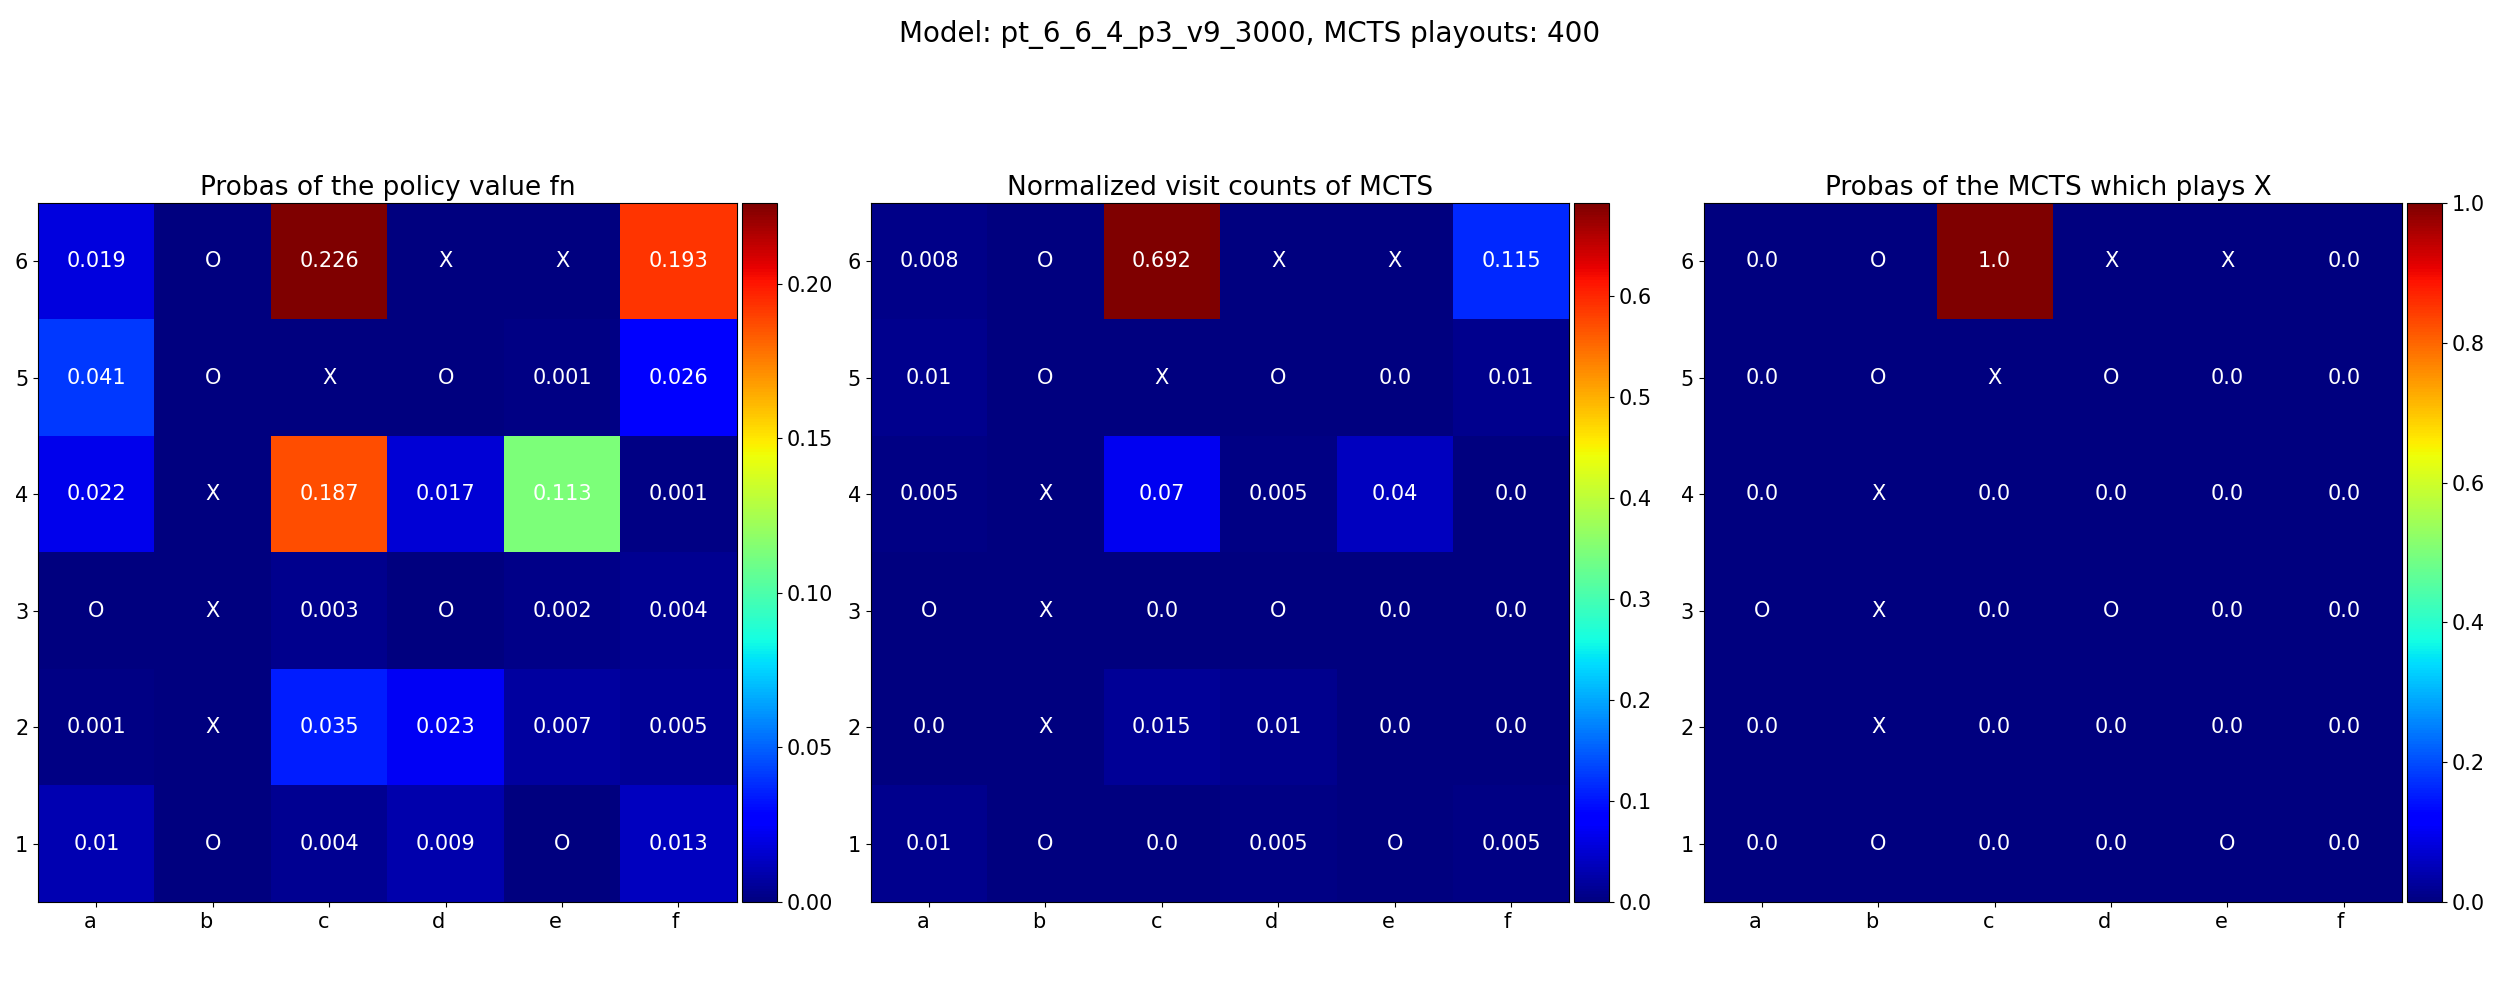 Model: pt_6_6_4_p3_v9_3000, MCTS playouts: 400
Probas of the policy value fn
6 0.019 O 0.226 X X 0.193
5 0.041 O X O 0.001 0.026
4 0.022 X 0.187 0.017 0.113 0.001
3 O X 0.003 O 0.002 0.004
2 0.001 X 0.035 0.023 0.007 0.005
1 0.01 O 0.004 0.009 O 0.013
a b c d e f
0.20
0.15
0.10
0.05
0.00
Normalized visit counts of MCTS
6 0.008 O 0.692 X X 0.115
5 0.01 O X O 0.0 0.01
4 0.005 X 0.07 0.005 0.04 0.0
3 O X 0.0 O 0.0 0.0
2 0.0 X 0.015 0.01 0.0 0.0
1 0.01 O 0.0 0.005 O 0.005
a b c d e f
0.6
0.5
0.4
0.3
0.2
0.1
0.0
Probas of the MCTS which plays X
6 0.0 O 1.0 X X 0.0
5 0.0 O X O 0.0 0.0
4 0.0 X 0.0 0.0 0.0 0.0
3 O X 0.0 O 0.0 0.0
2 0.0 X 0.0 0.0 0.0 0.0
1 0.0 O 0.0 0.0 O 0.0
a b c d e f
1.0
0.8
0.6
0.4
0.2
0.0